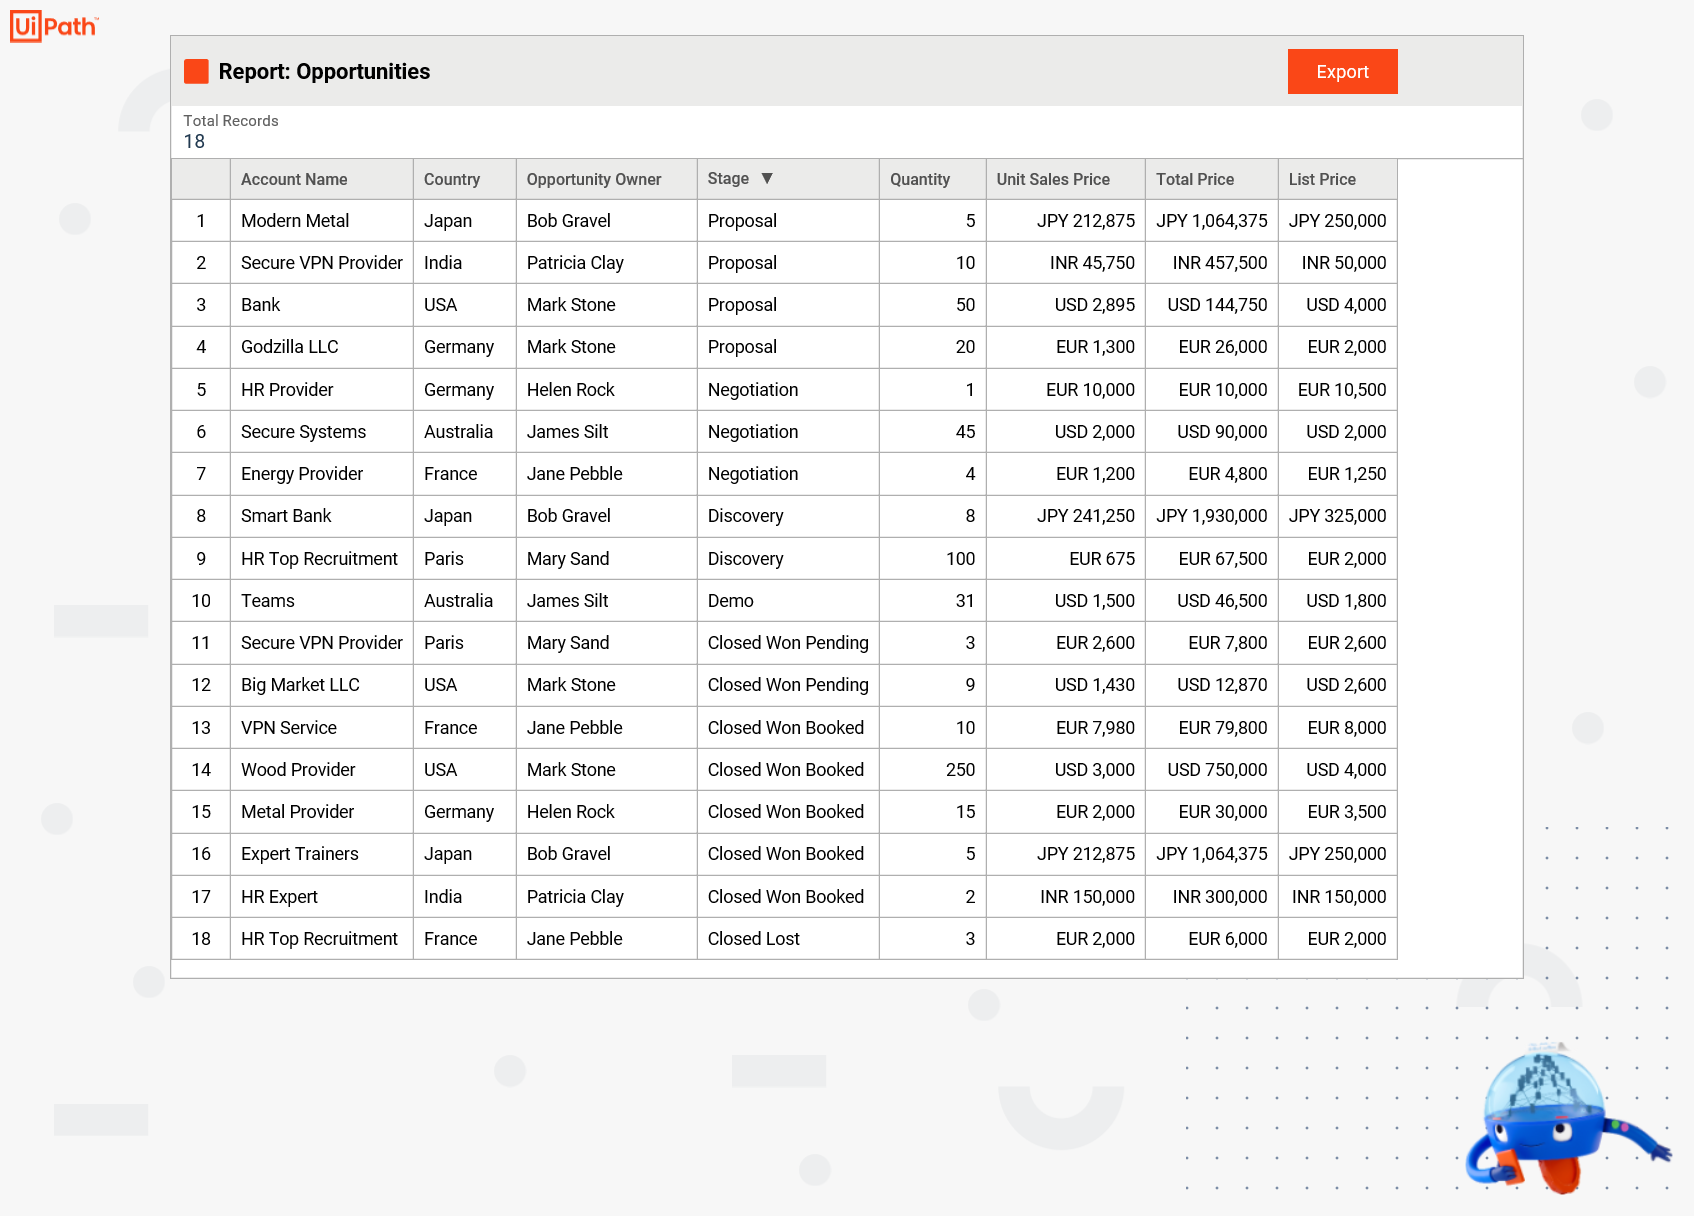 UiPath™
Report: Opportunities
Export
Total Records
18
Account Name Country Opportunity Owner Stage ▼ Quantity Unit Sales Price Total Price List Price
1 Modern Metal Japan Bob Gravel Proposal 5 JPY 212,875 JPY 1,064,375 JPY 250,000
2 Secure VPN Provider India Patricia Clay Proposal 10 INR 45,750 INR 457,500 INR 50,000
3 Bank USA Mark Stone Proposal 50 USD 2,895 USD 144,750 USD 4,000
4 Godzilla LLC Germany Mark Stone Proposal 20 EUR 1,300 EUR 26,000 EUR 2,000
5 HR Provider Germany Helen Rock Negotiation 1 EUR 10,000 EUR 10,000 EUR 10,500
6 Secure Systems Australia James Silt Negotiation 45 USD 2,000 USD 90,000 USD 2,000
7 Energy Provider France Jane Pebble Negotiation 4 EUR 1,200 EUR 4,800 EUR 1,250
8 Smart Bank Japan Bob Gravel Discovery 8 JPY 241,250 JPY 1,930,000 JPY 325,000
9 HR Top Recruitment Paris Mary Sand Discovery 100 EUR 675 EUR 67,500 EUR 2,000
10 Teams Australia James Silt Demo 31 USD 1,500 USD 46,500 USD 1,800
11 Secure VPN Provider Paris Mary Sand Closed Won Pending 3 EUR 2,600 EUR 7,800 EUR 2,600
12 Big Market LLC USA Mark Stone Closed Won Pending 9 USD 1,430 USD 12,870 USD 2,600
13 VPN Service France Jane Pebble Closed Won Booked 10 EUR 7,980 EUR 79,800 EUR 8,000
14 Wood Provider USA Mark Stone Closed Won Booked 250 USD 3,000 USD 750,000 USD 4,000
15 Metal Provider Germany Helen Rock Closed Won Booked 15 EUR 2,000 EUR 30,000 EUR 3,500
16 Expert Trainers Japan Bob Gravel Closed Won Booked 5 JPY 212,875 JPY 1,064,375 JPY 250,000
17 HR Expert India Patricia Clay Closed Won Booked 2 INR 150,000 INR 300,000 INR 150,000
18 HR Top Recruitment France Jane Pebble Closed Lost 3 EUR 2,000 EUR 6,000 EUR 2,000